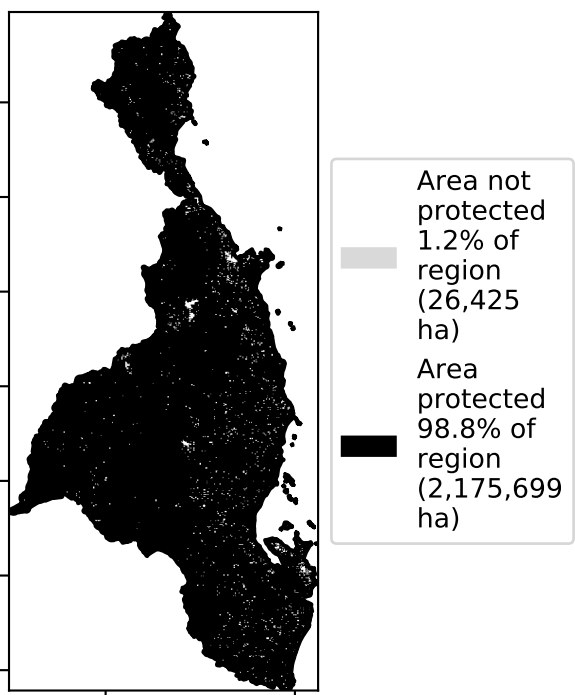 Area not
protected
1.2% of
region
(26,425
ha)
Area
protected
98.8% of
region
(2,175,699
ha)